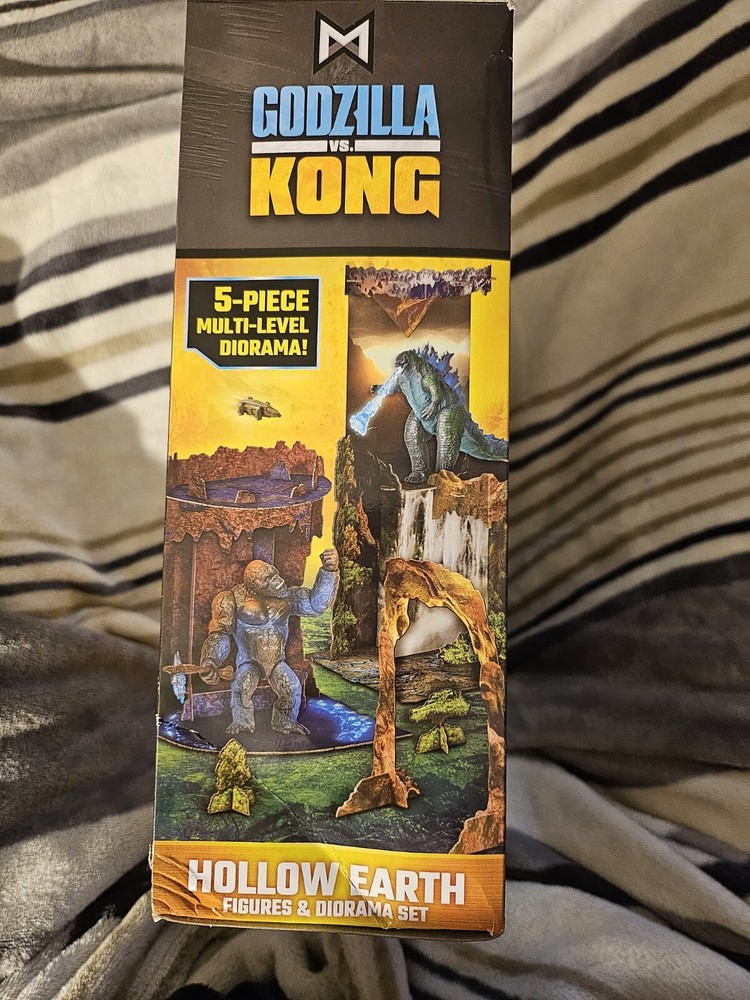 M
GODZILLA
VS.
KONG
5-PIECE
MULTI-LEVEL
DIORAMA!
HOLLOW EARTH
FIGURES & DIORAMA SET